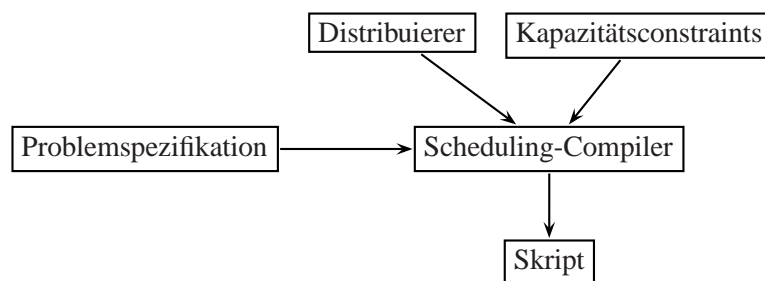 Distribuierer
Kapazitätsconstraints
Problemspezifikation
Scheduling-Compiler
Skript